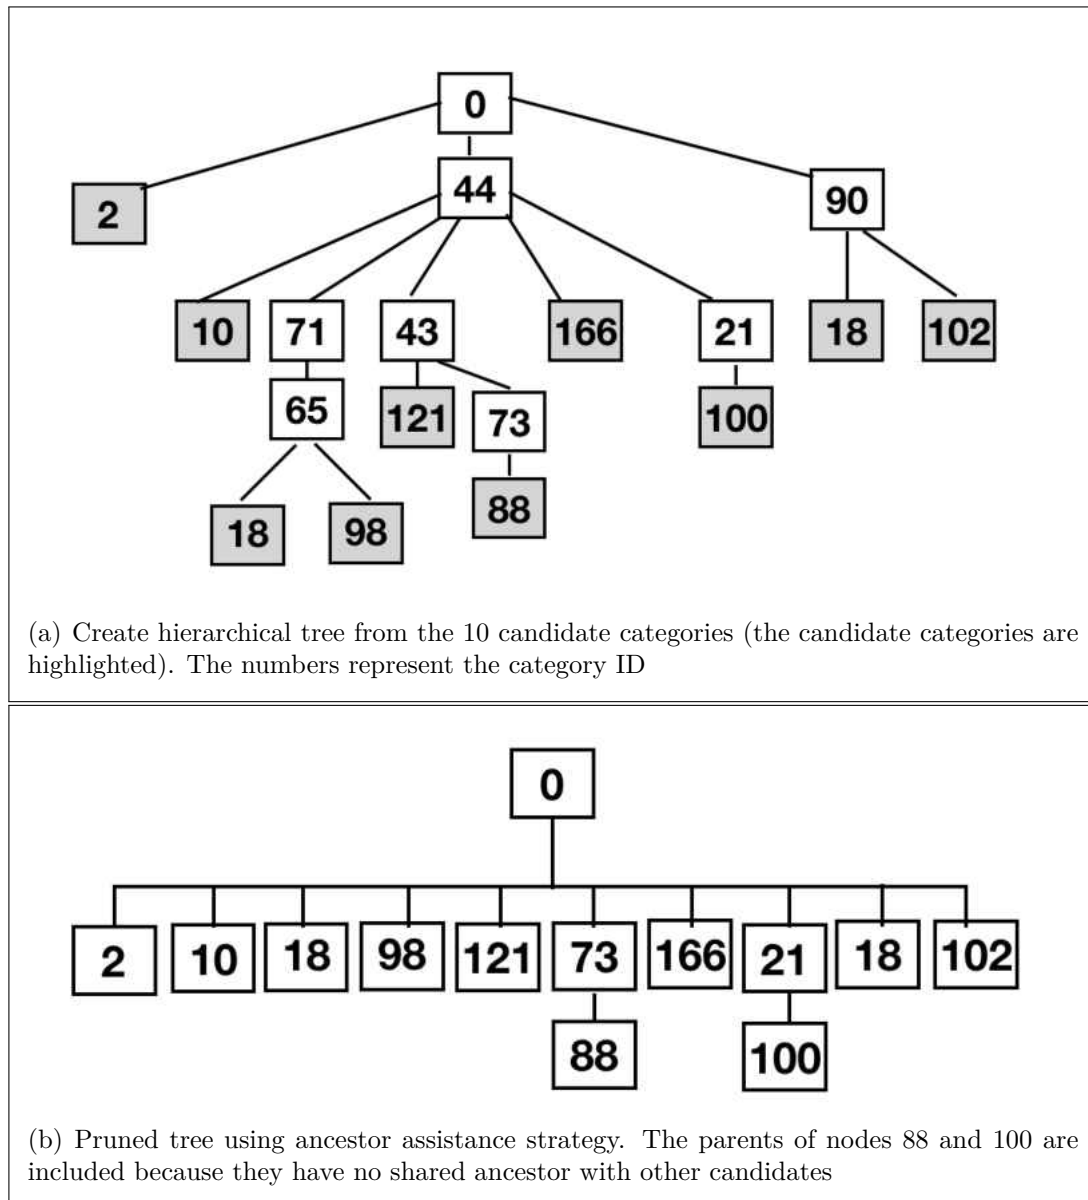 0
44
90
2
10 71 43 166 21 18 102
65 121 73 100
18 98 88
(a) Create hierarchical tree from the 10 candidate categories (the candidate categories are
highlighted). The numbers represent the category ID
0
2 10 18 98 121 73 166 21 18 102
88 100
(b) Pruned tree using ancestor assistance strategy. The parents of nodes 88 and 100 are
included because they have no shared ancestor with other candidates